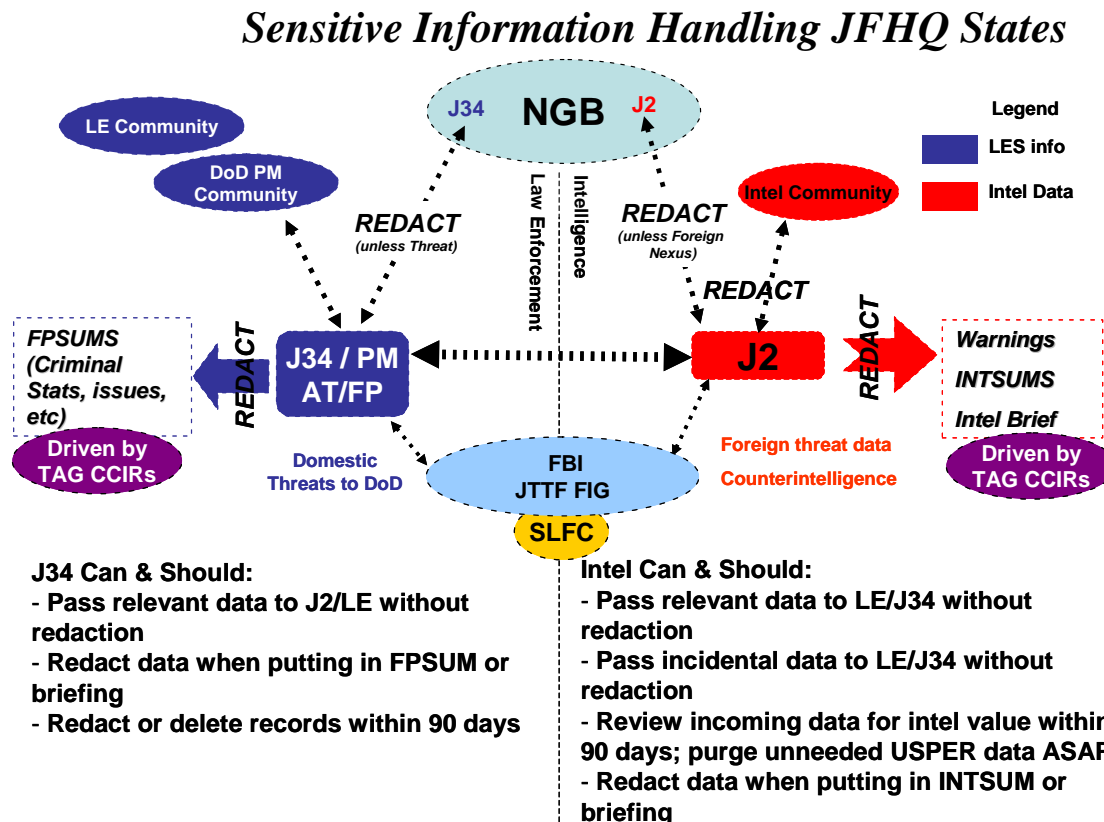 Sensitive Information Handling JFHQ States
LE Community
DoD PM
Community
J34
NGB
J2
Legend
LES info
Intel Data
Intel Community
REDACT
(unless Threat)
Law Enforcement
Intelligence
REDACT
(unless Foreign
Nexus)
REDACT
FPSUMS
(Criminal
Stats, issues,
etc)
REDACT
J34 / PM
AT/FP
J2
REDACT
Warnings
INTSUMS
Intel Brief
Driven by
TAG CCIRs
Domestic
Threats to DoD
FBI
JTTF FIG
SLFC
Foreign threat data
Counterintelligence
Driven by
TAG CCIRs
J34 Can & Should:
- Pass relevant data to J2/LE without
redaction
- Redact data when putting in FPSUM or
briefing
- Redact or delete records within 90 days
Intel Can & Should:
- Pass relevant data to LE/J34 without
redaction
- Pass incidental data to LE/J34 without
redaction
- Review incoming data for intel value within
90 days; purge unneeded USPER data ASAP
- Redact data when putting in INTSUM or
briefing